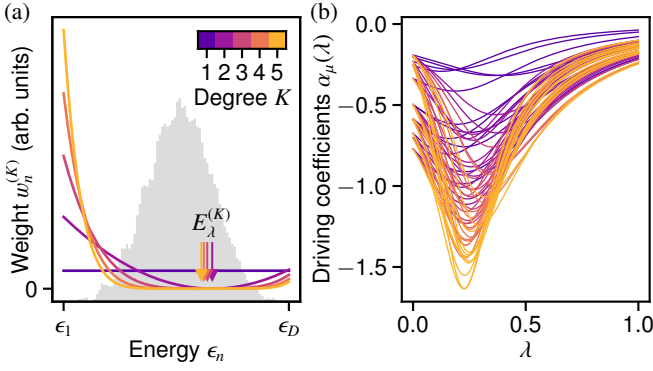 (a)
1 2 3 4 5
Degree K
E_λ^(K)
Weight w_n^(K) (arb. units)
0
ϵ_1
ϵ_D
Energy ϵ_n
(b)
Driving coefficients α_μ(λ)
0.0
−0.5
−1.0
−1.5
0.0
0.5
1.0
λ